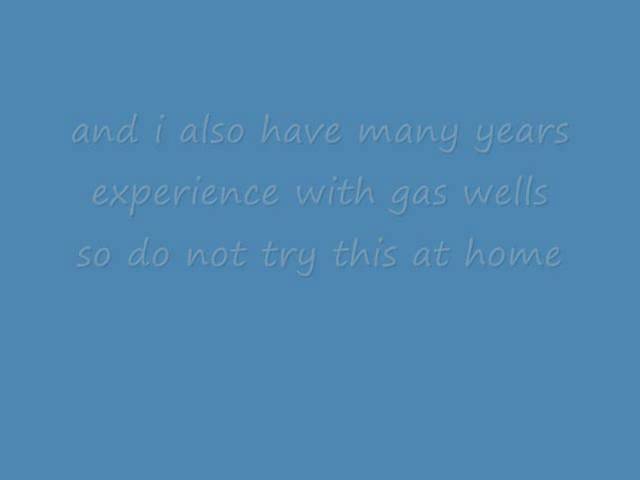 and i also have many years
experience with gas wells
so do not try this at home